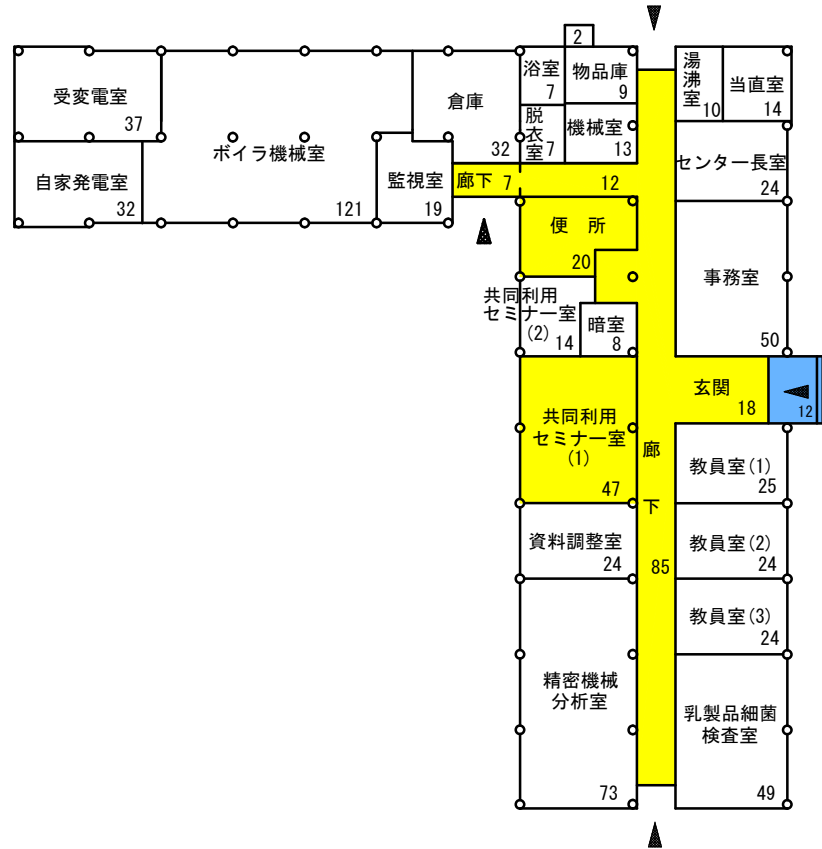 2
浴室
7
物品庫
9
湯沸室
10
当直室
14
受変電室
37
倉庫
32
脱衣室
7
機械室
13
ボイラ機械室
121
センター長室
24
自家発電室
32
監視室
19
廊下 7
12
便 所
20
事務室
50
共同利用
セミナー室
(2)
14
暗室
8
玄関
18
12
共同利用
セミナー室
(1)
47
廊下
85
教員室(1)
25
資料調整室
24
教員室(2)
24
教員室(3)
24
精密機械
分析室
73
乳製品細菌
検査室
49